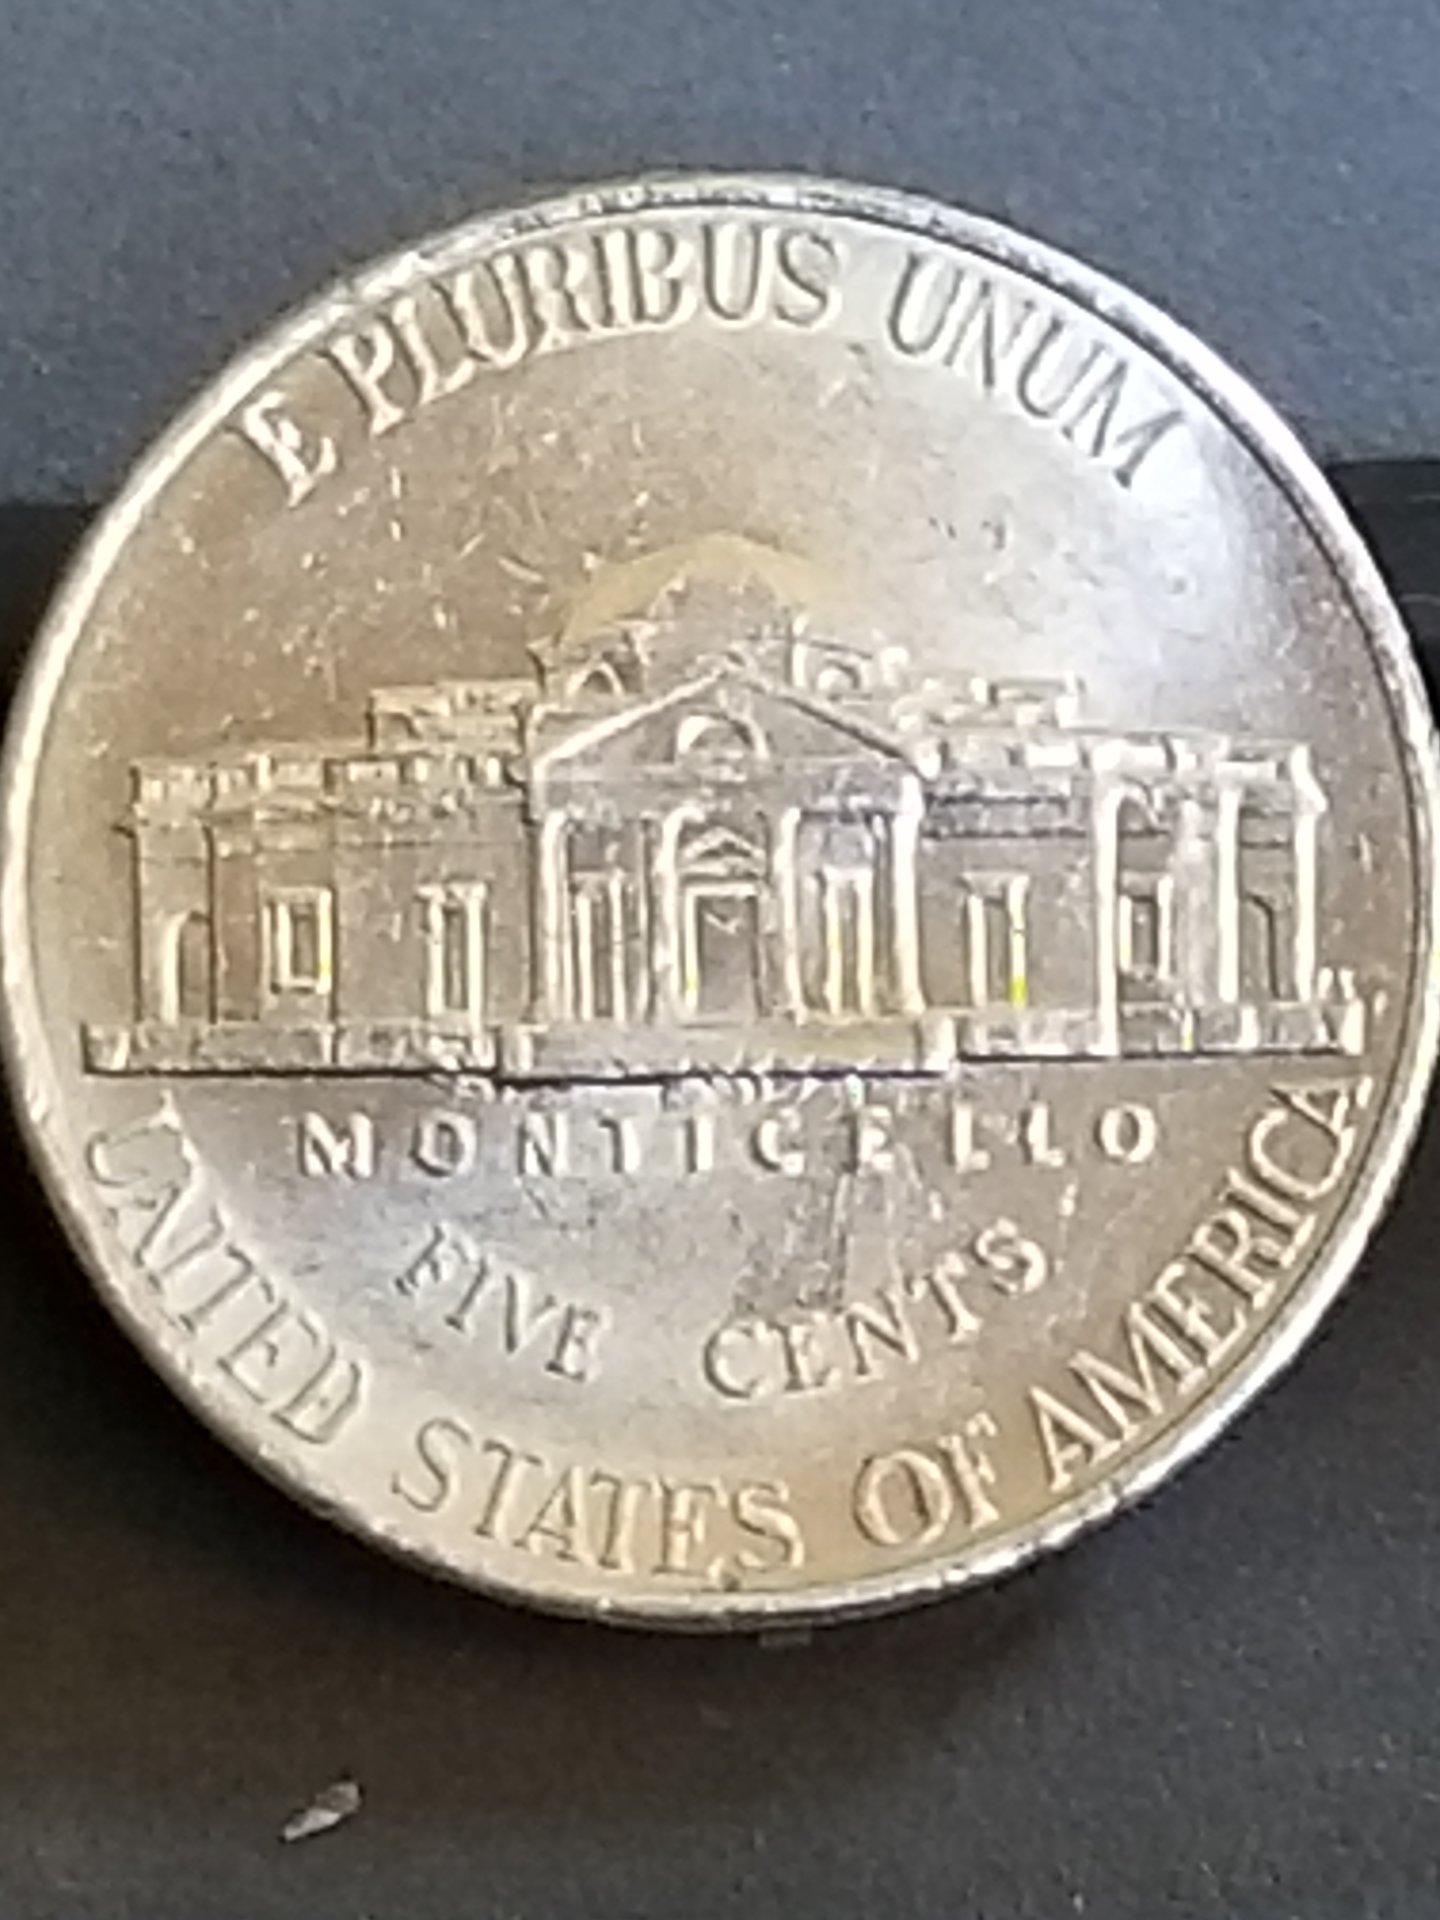 E PLURIBUS UNUM
MONTICELLO
FIVE CENTS
UNITED STATES OF AMERICA